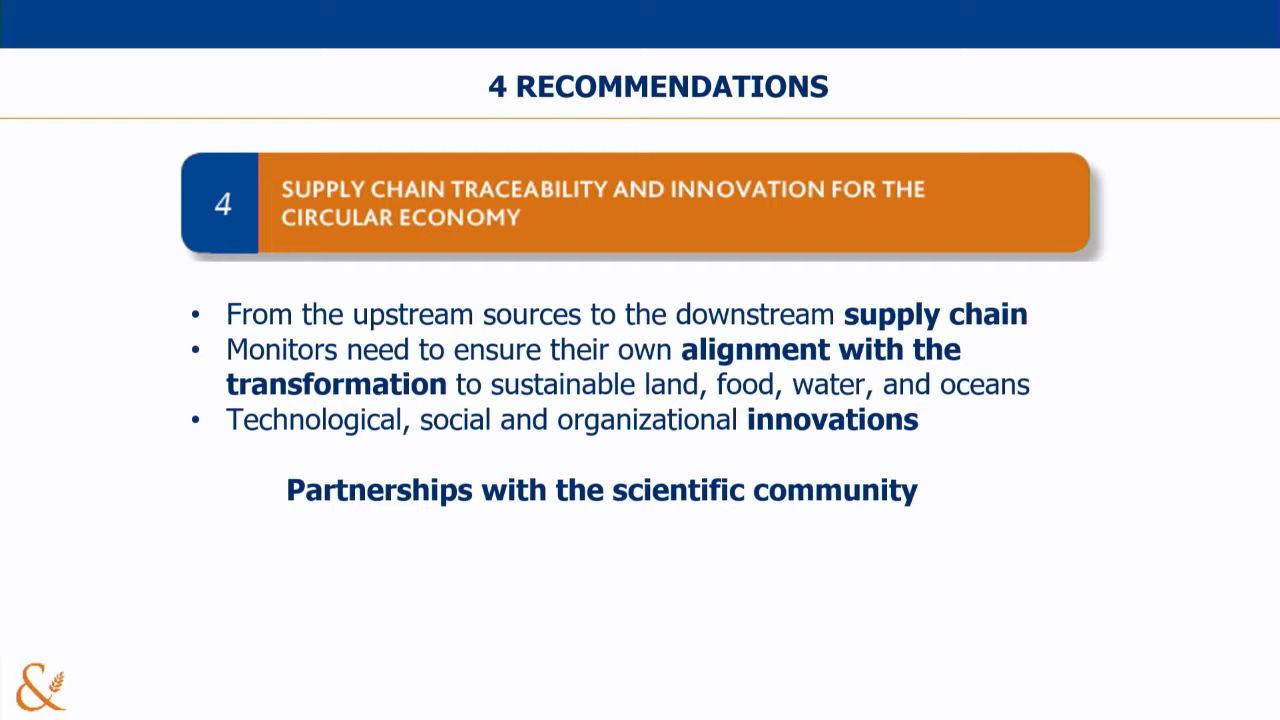 4 RECOMMENDATIONS
4
SUPPLY CHAIN TRACEABILITY AND INNOVATION FOR THE
CIRCULAR ECONOMY
• From the upstream sources to the downstream supply chain
• Monitors need to ensure their own alignment with the
transformation to sustainable land, food, water, and oceans
• Technological, social and organizational innovations
Partnerships with the scientific community
&